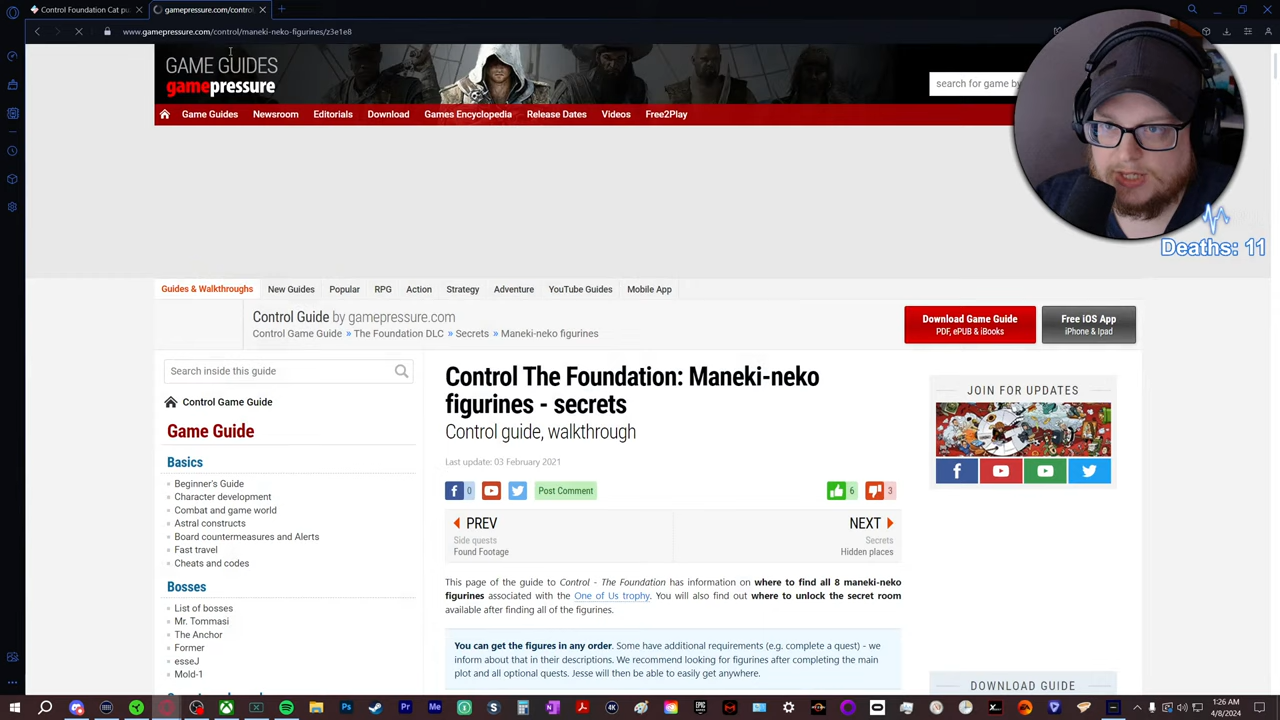 Control Foundation Cat pu
gamepressure.com/contro
www.gamepressure.com/control/maneki-neko-figurines/z3e1e8
GAME GUIDES
gamepressure
search for game by
Game Guides
Newsroom
Editorials
Download
Games Encyclopedia
Release Dates
Videos
Free2Play
Deaths: 11
Guides & Walkthroughs
New Guides
Popular
RPG
Action
Strategy
Adventure
YouTube Guides
Mobile App
Control Guide by gamepressure.com
Control Game Guide » The Foundation DLC » Secrets » Maneki-neko figurines
Download Game Guide
PDF, ePUB & iBooks
Free iOS App
iPhone & Ipad
Search inside this guide
Control Game Guide
Game Guide
Basics
Beginner's Guide
Character development
Combat and game world
Astral constructs
Board countermeasures and Alerts
Fast travel
Cheats and codes
Bosses
List of bosses
Mr. Tommasi
The Anchor
Former
esseJ
Mold-1
Control The Foundation: Maneki-neko
figurines - secrets
Control guide, walkthrough
Last update: 03 February 2021
0
Post Comment
6
3
PREV
Side quests
Found Footage
NEXT
Secrets
Hidden places
This page of the guide to Control - The Foundation has information on where to find all 8 maneki-neko
figurines associated with the One of Us trophy. You will also find out where to unlock the secret room
available after finding all of the figurines.
You can get the figures in any order. Some have additional requirements (e.g. complete a quest) - we
inform about that in their descriptions. We recommend looking for figurines after completing the main
plot and all optional quests. Jesse will then be able to easily get anywhere.
JOIN FOR UPDATES
DOWNLOAD GUIDE
1:26 AM
4/8/2024